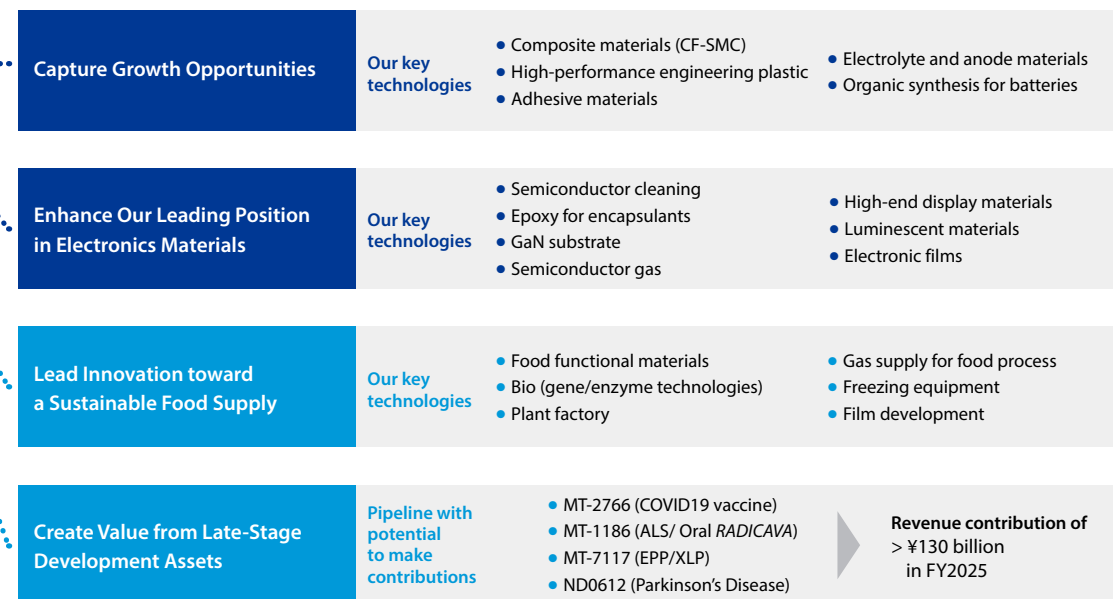 Capture Growth Opportunities
Our key
technologies
● Composite materials (CF-SMC)
● High-performance engineering plastic
● Adhesive materials
● Electrolyte and anode materials
● Organic synthesis for batteries
Enhance Our Leading Position
in Electronics Materials
Our key
technologies
● Semiconductor cleaning
● Epoxy for encapsulants
● GaN substrate
● Semiconductor gas
● High-end display materials
● Luminescent materials
● Electronic films
Lead Innovation toward
a Sustainable Food Supply
Our key
technologies
● Food functional materials
● Bio (gene/enzyme technologies)
● Plant factory
● Gas supply for food process
● Freezing equipment
● Film development
Create Value from Late-Stage
Development Assets
Pipeline with
potential
to make
contributions
● MT-2766 (COVID19 vaccine)
● MT-1186 (ALS/ Oral RADICAVA)
● MT-7117 (EPP/XLP)
● ND0612 (Parkinson's Disease)
Revenue contribution of
> ¥130 billion
in FY2025